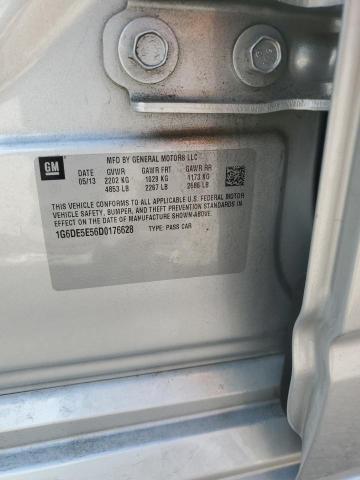 GM
MFD BY GENERAL MOTORS LLC
05/13 GVWR GAWR FRT GAWR RR
2202 KG 1029 KG 1173 KG
4853 LB 2267 LB 2586 LB
THIS VEHICLE CONFORMS TO ALL APPLICABLE U.S. FEDERAL MOTOR
VEHICLE SAFETY, BUMPER, AND THEFT PREVENTION STANDARDS IN
EFFECT ON THE DATE OF MANUFACTURE SHOWN ABOVE.
1G6DE5E56D0176628 TYPE: PASS CAR